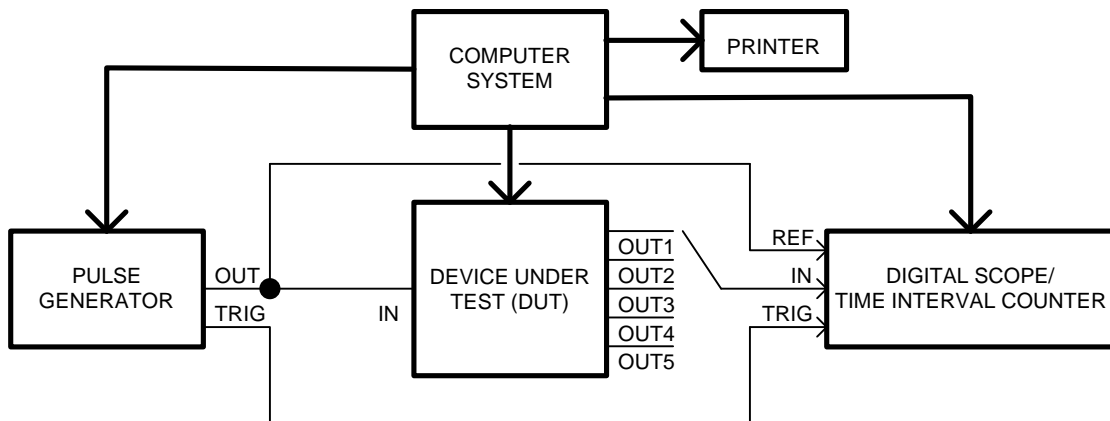 COMPUTER
SYSTEM
PRINTER
PULSE
GENERATOR
OUT
TRIG
IN
DEVICE UNDER
TEST (DUT)
OUT1
OUT2
OUT3
OUT4
OUT5
REF
IN
TRIG
DIGITAL SCOPE/
TIME INTERVAL COUNTER